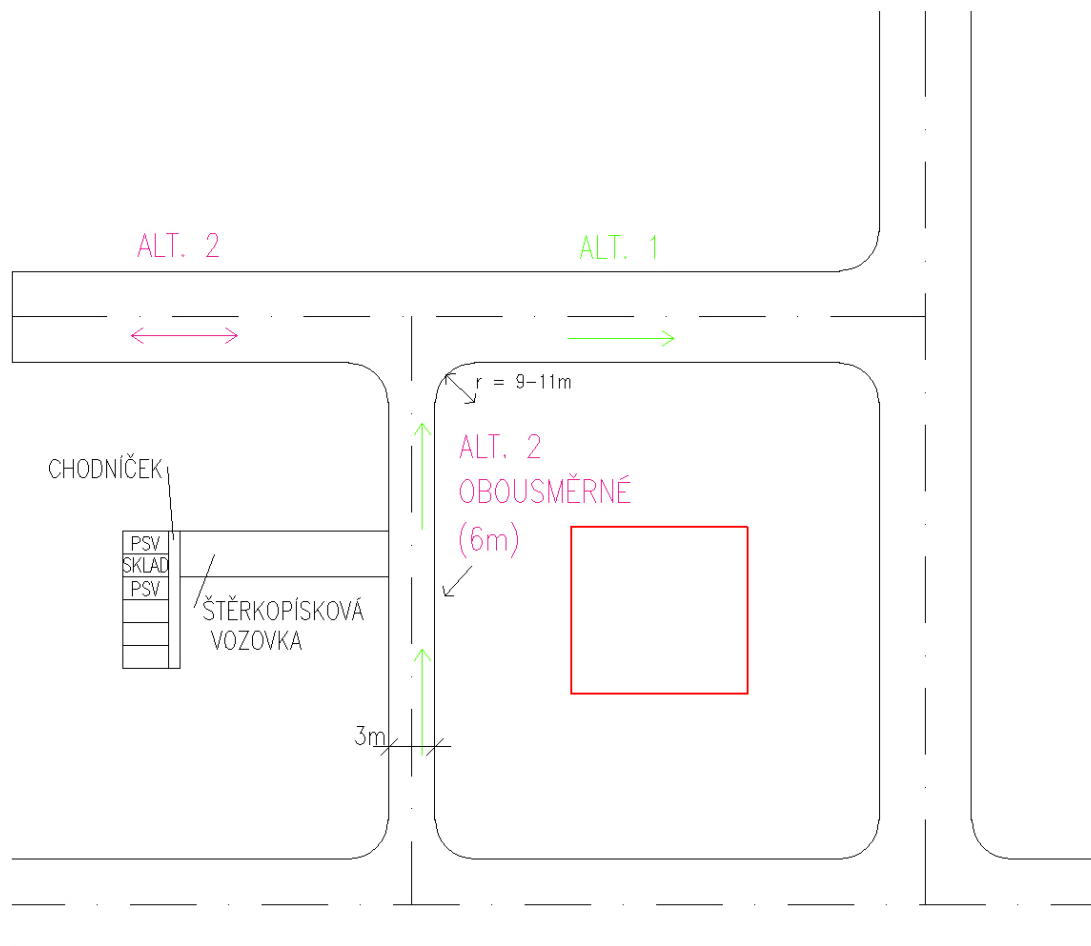 ALT. 2
ALT. 1
r = 9-11m
ALT. 2
OBOUSMĚRNÉ
(6m)
CHODNÍČEK
PSV
SKLAD
PSV
ŠTĚRKOPÍSKOVÁ
VOZOVKA
3m